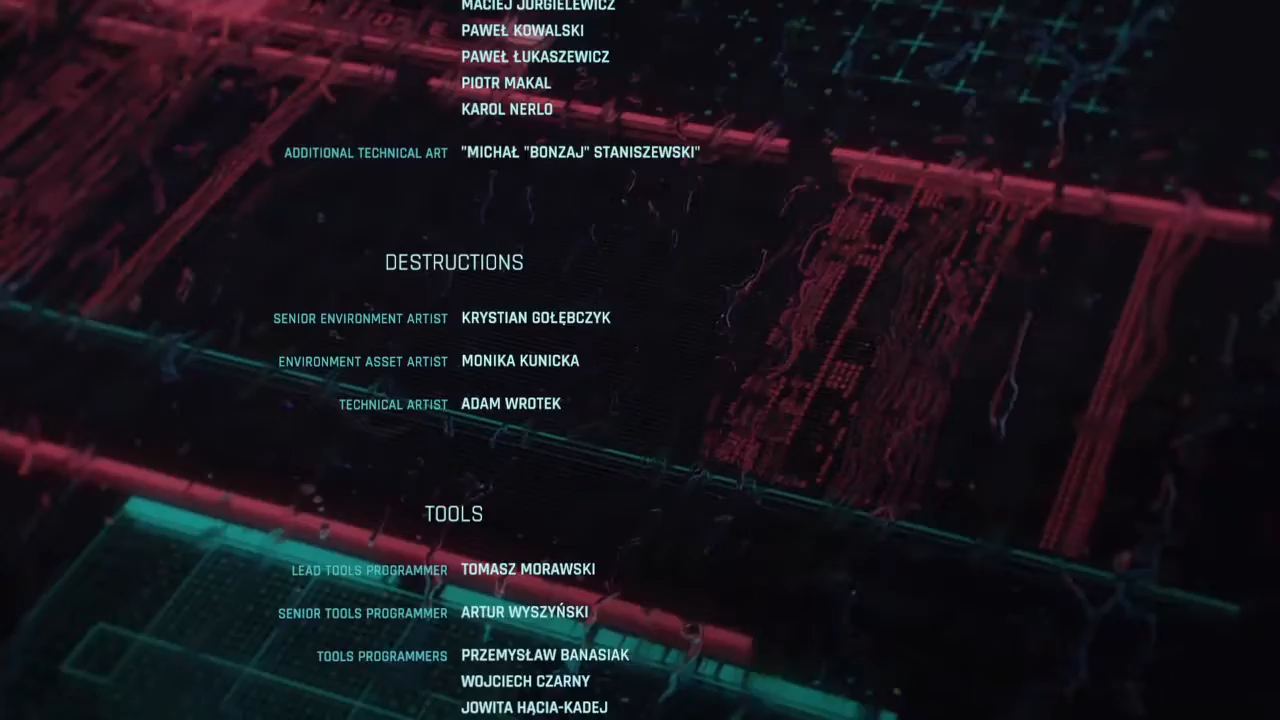 MACIEJ JURGIELEWICZ
PAWEŁ KOWALSKI
PAWEŁ ŁUKASZEWICZ
PIOTR MAKAL
KAROL NERLO
ADDITIONAL TECHNICAL ART "MICHAŁ "BONZAJ" STANISZEWSKI"
DESTRUCTIONS
SENIOR ENVIRONMENT ARTIST KRYSTIAN GOŁĘBCZYK
ENVIRONMENT ASSET ARTIST MONIKA KUNICKA
TECHNICAL ARTIST ADAM WROTEK
TOOLS
LEAD TOOLS PROGRAMMER TOMASZ MORAWSKI
SENIOR TOOLS PROGRAMMER ARTUR WYSZYŃSKI
TOOLS PROGRAMMERS PRZEMYSŁAW BANASIAK
WOJCIECH CZARNY
JOWITA HĄCIA-KADEJ